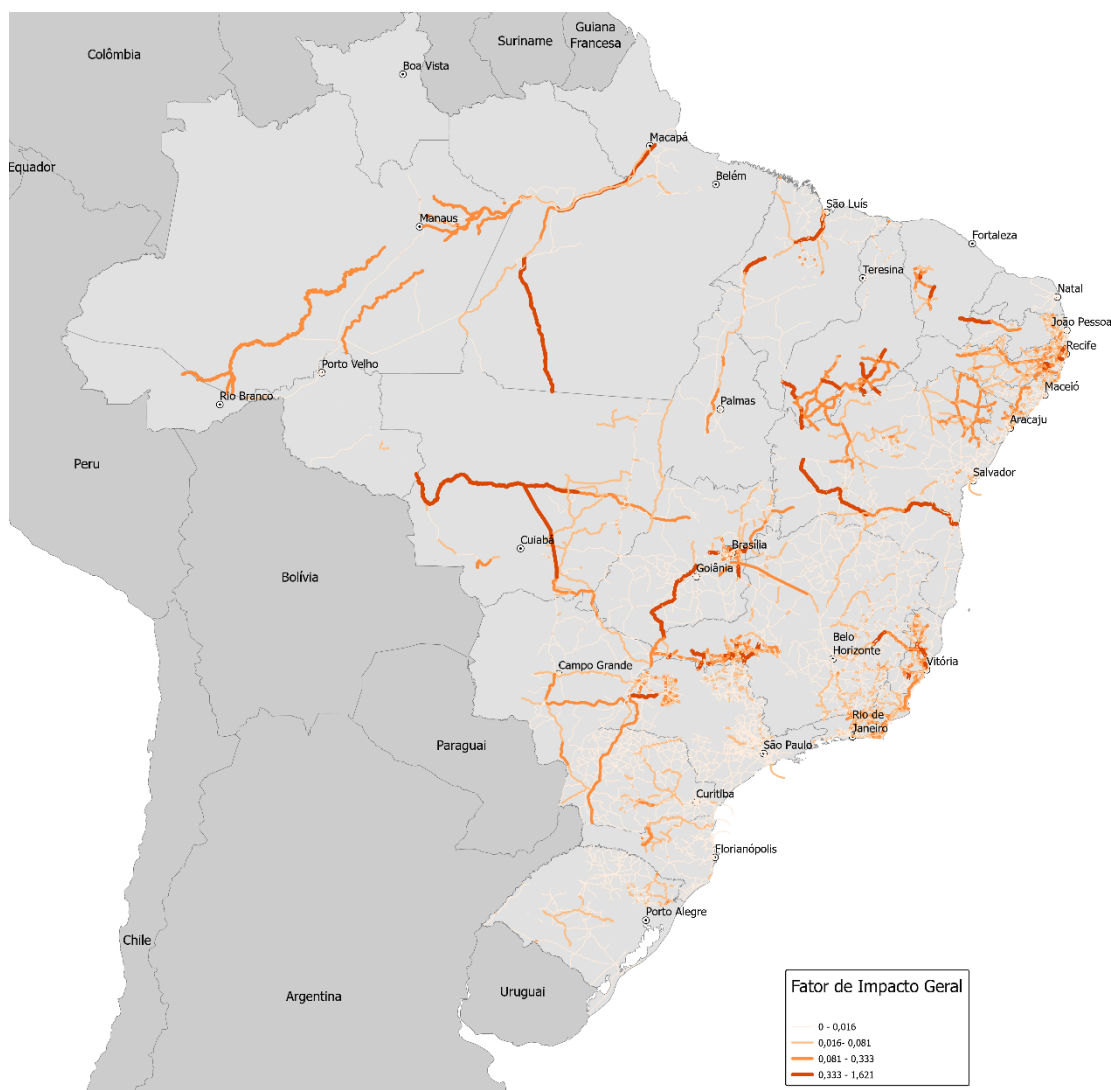 Guiana
Francesa
Suriname
Colômbia
Boa Vista
Macapá
Equador
Belém
São Luís
Manaus
Fortaleza
Teresina
Natal
João Pessoa
Recife
Porto Velho
Maceió
Rio Branco
Palmas
Aracaju
Peru
Salvador
Cuiabá
Brasília
Goiânia
Bolívia
Belo
Horizonte
Vitória
Campo Grande
Rio de
Janeiro
Paraguai
São Paulo
Curitiba
Florianópolis
Porto Alegre
Chile
Argentina
Uruguai
Fator de Impacto Geral
0 - 0,016
0,016- 0,081
0,081 - 0,333
0,333 - 1,621